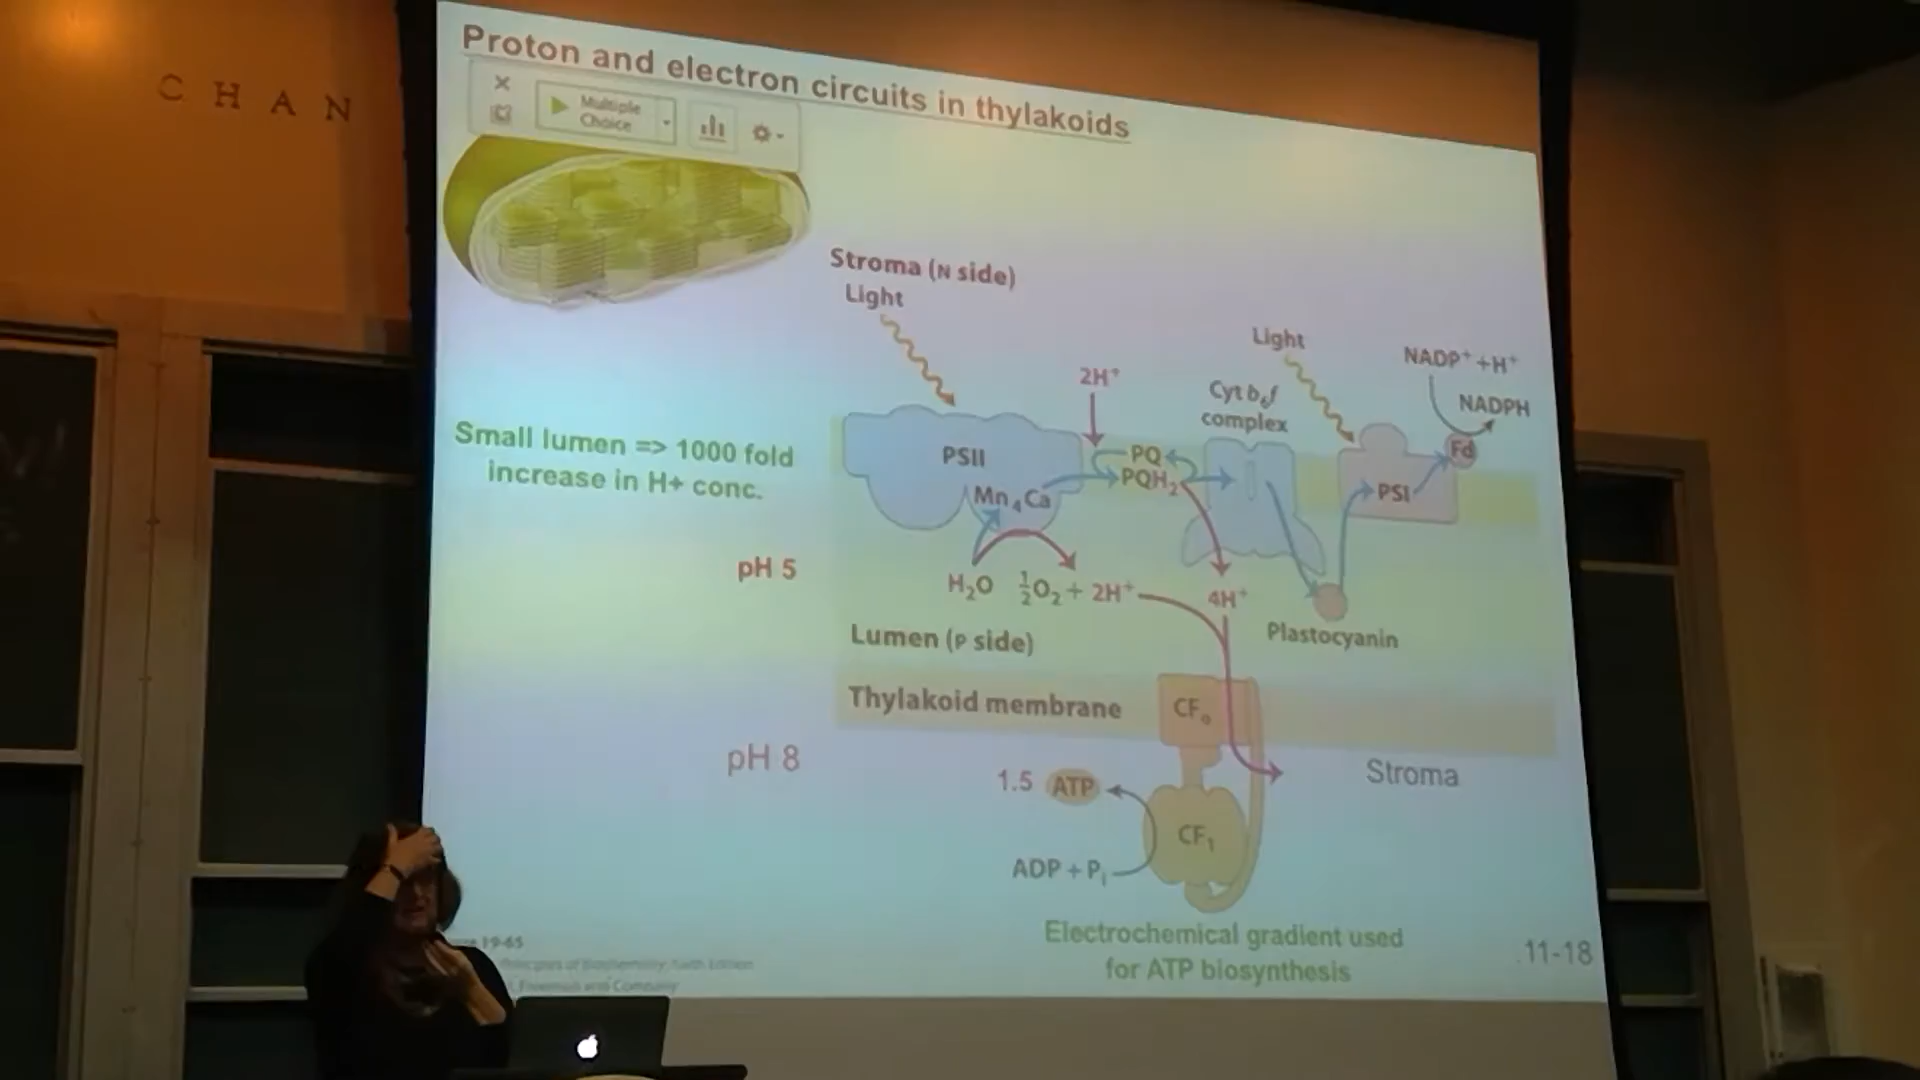 CHAN
Proton and electron circuits in thylakoids
Multiple
Choice
Stroma (N side)
Light
Light
NADP⁺ + H⁺
NADPH
2H⁺
Cyt b₆f
complex
Fd
PSII
PQ
PQH₂
PSI
Mn₄Ca
Small lumen => 1000 fold
increase in H+ conc.
pH 5
H₂O ½O₂ + 2H⁺
4H⁺
Plastocyanin
Lumen (P side)
Thylakoid membrane
CF₀
pH 8
Stroma
1.5 ATP
CF₁
ADP + Pᵢ
Electrochemical gradient used
for ATP biosynthesis
11-18
19-65
Principles of Biochemistry, Sixth Edition
Freeman and Company